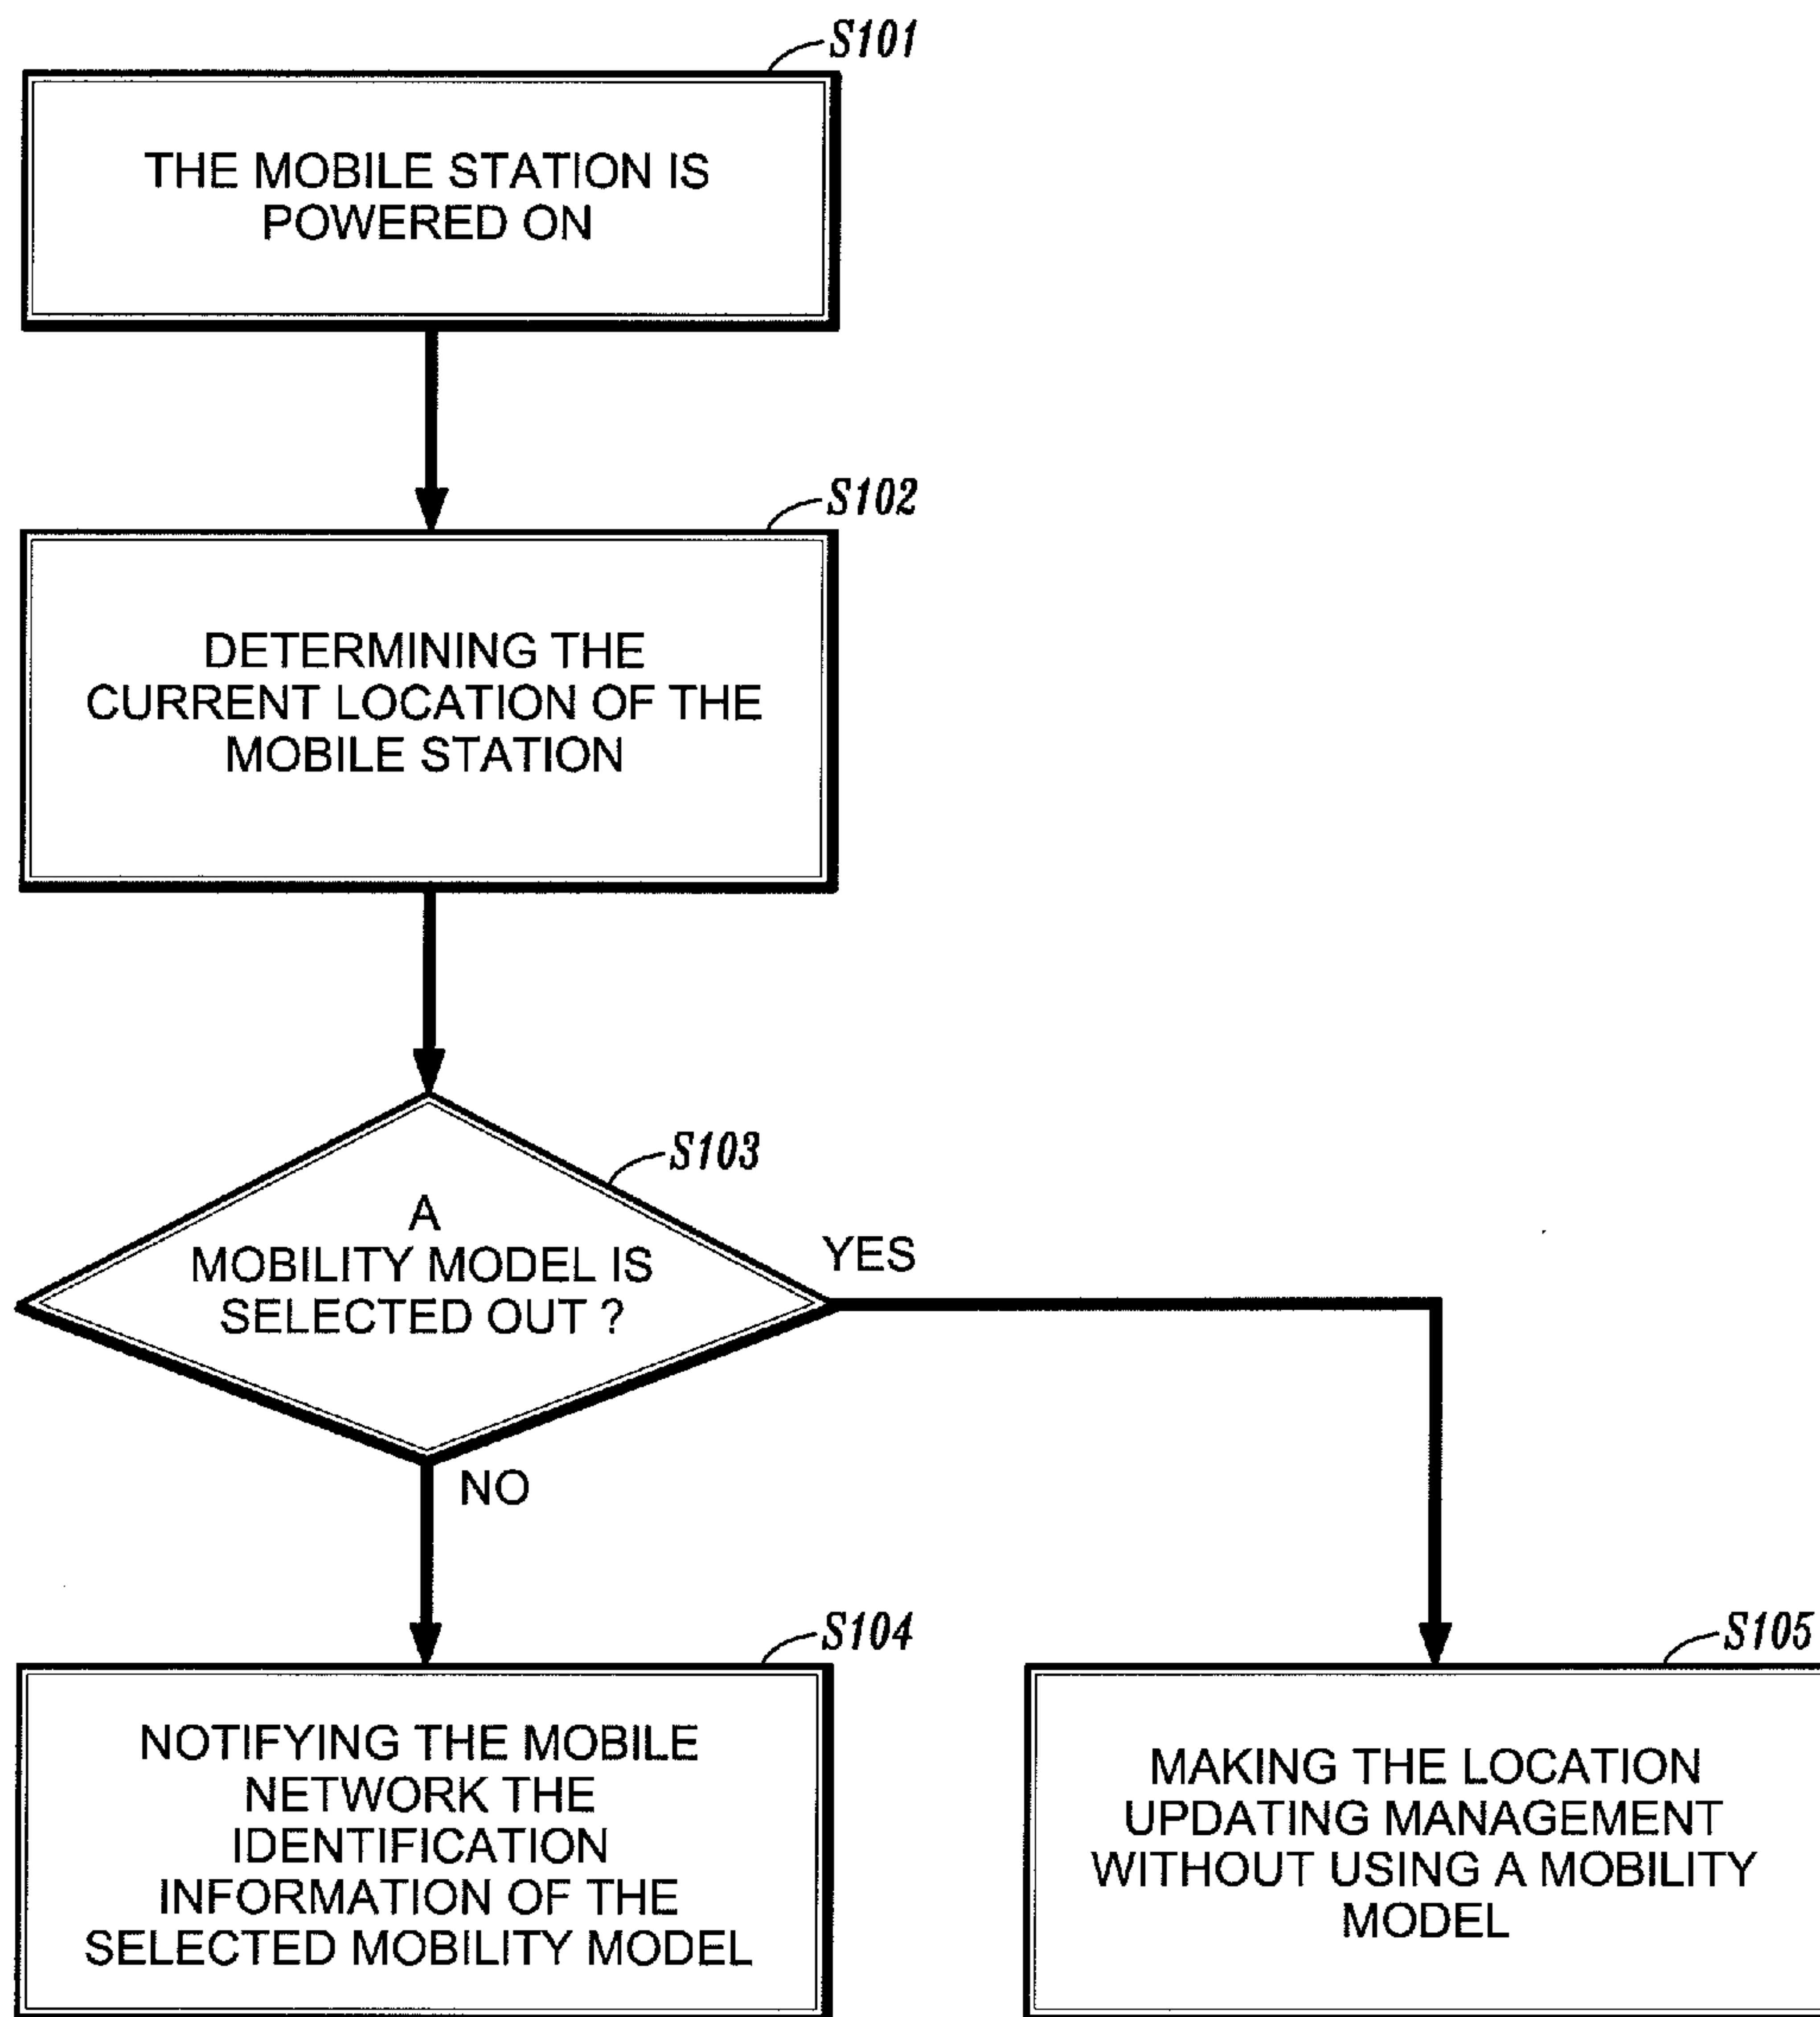 S101
THE MOBILE STATION IS
POWERED ON
S102
DETERMINING THE
CURRENT LOCATION OF THE
MOBILE STATION
S103
A
MOBILITY MODEL IS
SELECTED OUT ?
YES
NO
S104
NOTIFYING THE MOBILE
NETWORK THE
IDENTIFICATION
INFORMATION OF THE
SELECTED MOBILITY MODEL
S105
MAKING THE LOCATION
UPDATING MANAGEMENT
WITHOUT USING A MOBILITY
MODEL